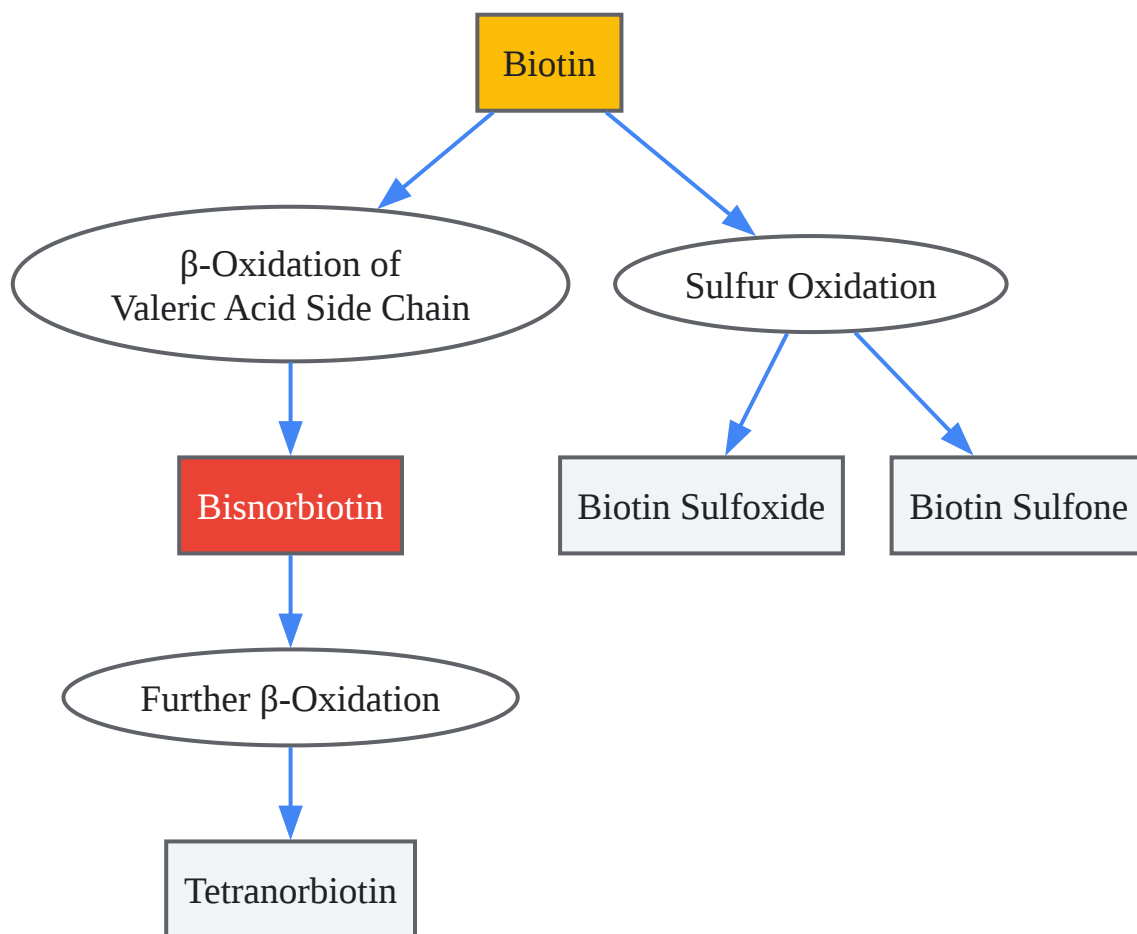 Biotin
β-Oxidation of
Valeric Acid Side Chain
Sulfur Oxidation
Bisnorbiotin
Biotin Sulfoxide
Biotin Sulfone
Further β-Oxidation
Tetranorbiotin